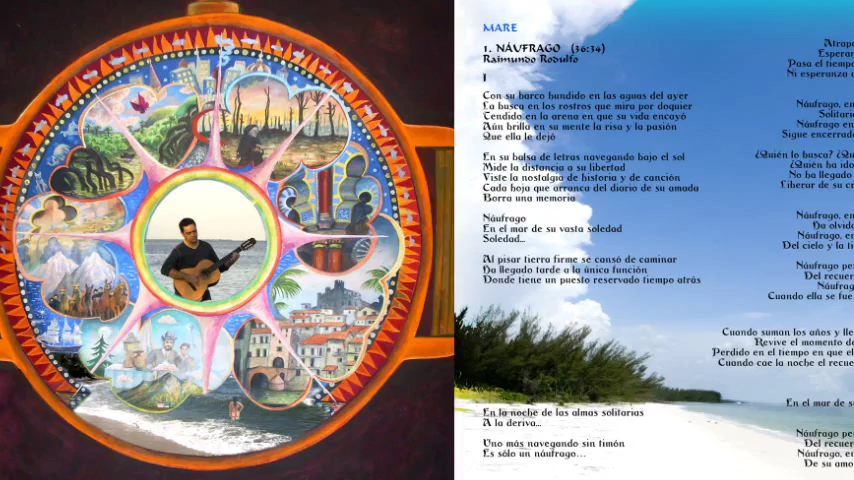 MARE
1. NÁUFRAGO (36:34)
Raimundo Rodulfo
I
Con su barco hundido en las aguas del ayer
La busca en los rostros que mira por doquier
Tendido en la arena en que su vida encayó
Aún brilla en su mente la risa y la pasión
Que ella le dejó
En su balsa de letras navegando bajo el sol
Mide la distancia a su libertad
Viste la nostalgia de historia y de canción
Cada hoja que arranca del diario de su amada
Borra una memoria
Náufrago
En el mar de su vasta soledad
Soledad...
Al pisar tierra firme se cansó de caminar
Ha llegado tarde a la única función
Donde tiene un puesto reservado tiempo atrás
En la noche de las almas solitarias
A la deriva...
Uno más navegando sin timón
Es sólo un náufrago...
Pasa el tiempo
Ni esperanza
Náufrago, en
Náufrago en
Sigue encerrad
¿Quién lo busca?
¿Quién ha ido
No ha llegado
Liberar de su
Náufrago, en
Ha olvida
Náufrago, en
Del cielo y la
Náufrago
Del recuer
Náufrag
Cuando ella se fue
Cuando suman los años y lle
Revive el momento d
Perdido en el tiempo en que el
Cuando cae la noche el recue
En el mar de s
Náufrago
Del recuer
Náufrago, en
De su amo